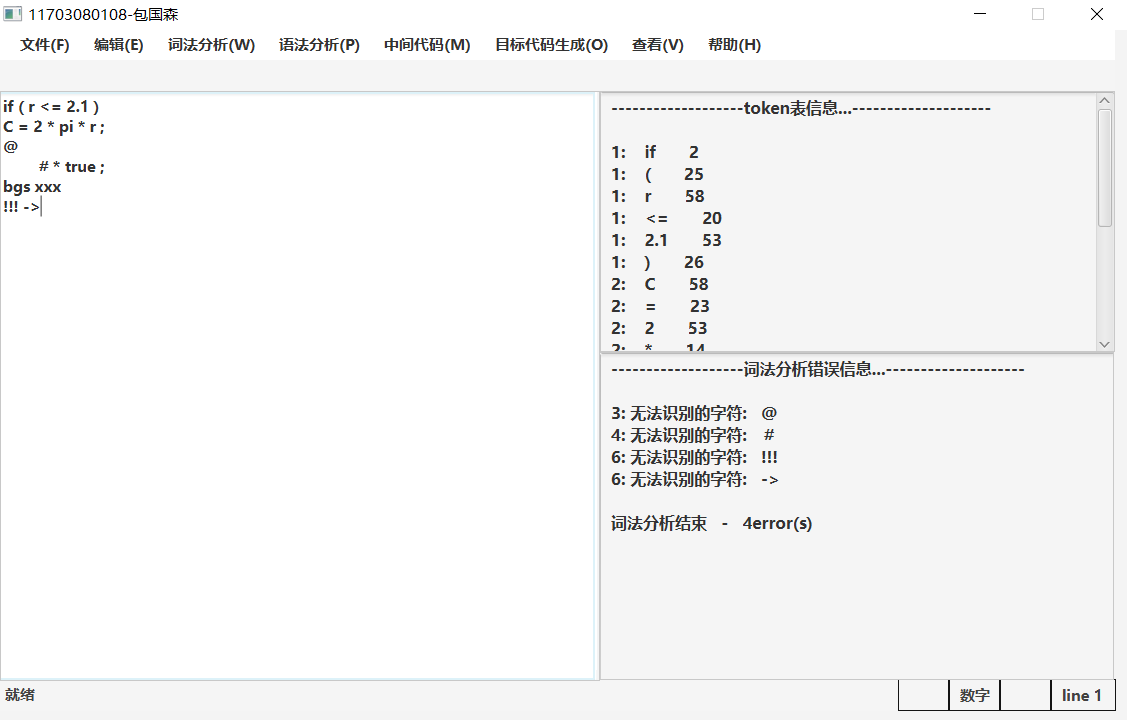 11703080108-包国森
文件(F) 编辑(E) 词法分析(W) 语法分析(P) 中间代码(M) 目标代码生成(O) 查看(V) 帮助(H)
if ( r <= 2.1 )
C = 2 * pi * r ;
@
# * true ;
bgs xxx
!!! ->
-------------------token表信息...--------------------
1: if 2
1: ( 25
1: r 58
1: <= 20
1: 2.1 53
1: ) 26
2: C 58
2: = 23
2: 2 53
2: * 14
-------------------词法分析错误信息...--------------------
3: 无法识别的字符: @
4: 无法识别的字符: #
6: 无法识别的字符: !!!
6: 无法识别的字符: ->
词法分析结束 - 4error(s)
就绪
数字
line 1